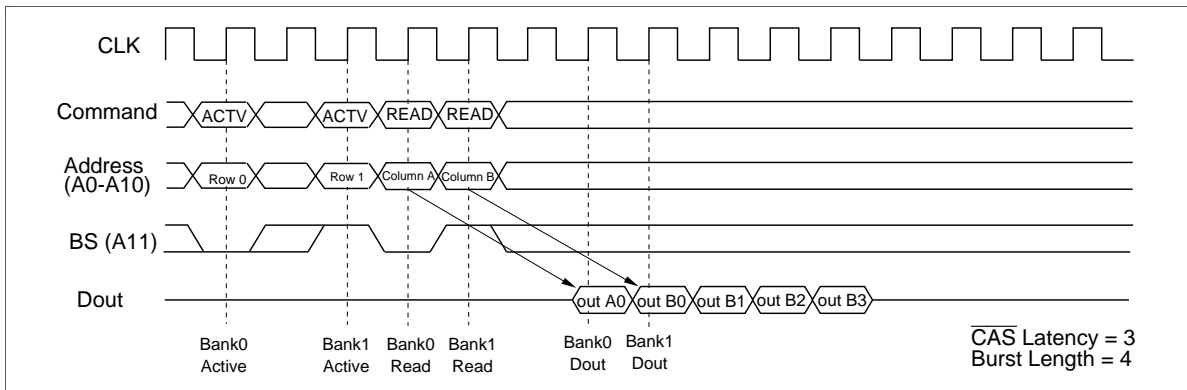 CLK
Command ACTV ACTV READ READ
Address
(A0-A10) Row 0 Row 1 Column A Column B
BS (A11)
Dout out A0 out B0 out B1 out B2 out B3
Bank0 Bank1 Bank0 Bank1 Bank0 Bank1
Active Active Read Read Dout Dout
CAS Latency = 3
Burst Length = 4